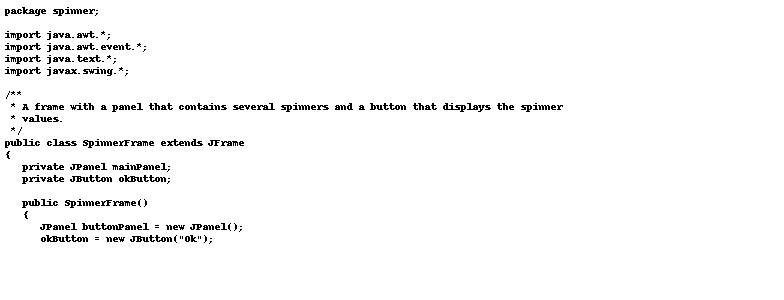 package spinner;

import java.awt.*;
import java.awt.event.*;
import java.text.*;
import javax.swing.*;

/**
 * A frame with a panel that contains several spinners and a button that displays the spinner
 * values.
 */
public class SpinnerFrame extends JFrame
{
   private JPanel mainPanel;
   private JButton okButton;

   public SpinnerFrame()
   {
      JPanel buttonPanel = new JPanel();
      okButton = new JButton("Ok");